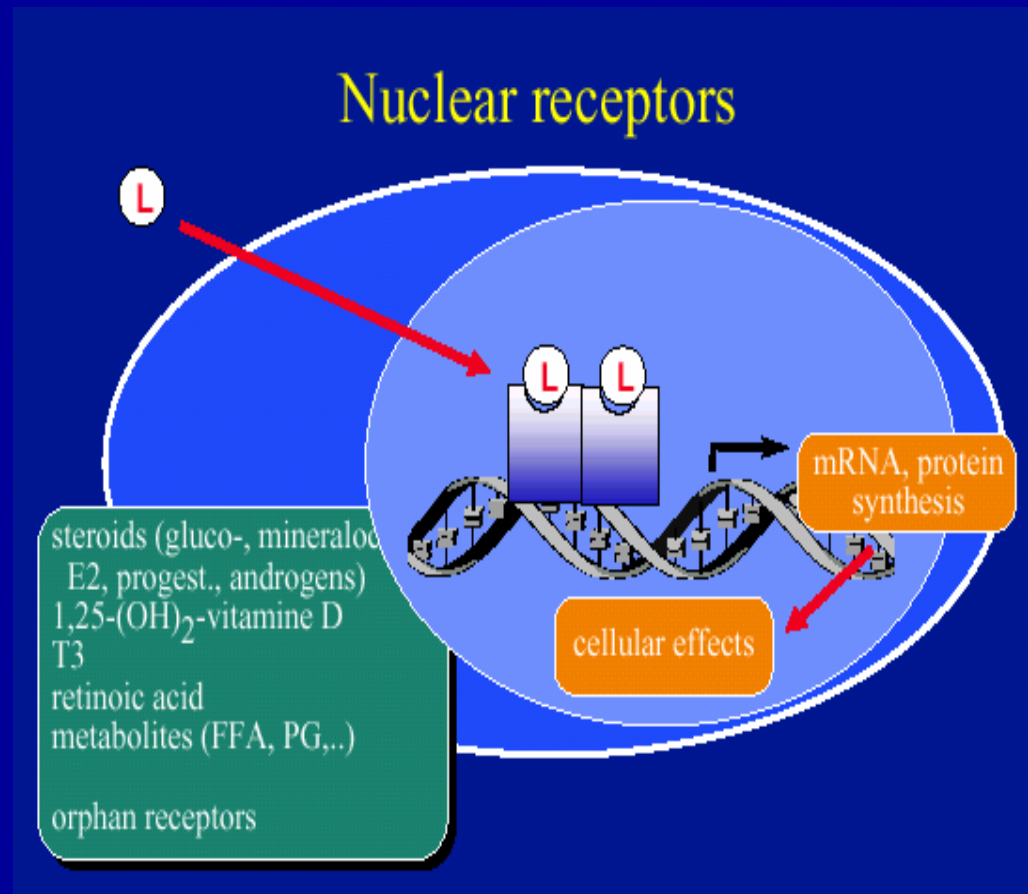 Nuclear receptors
L
L L
mRNA, protein
synthesis
steroids (gluco-, mineraloc
E2, progest., androgens)
1,25-(OH)2-vitamine D
T3
retinoic acid
metabolites (FFA, PG,..)
orphan receptors
cellular effects